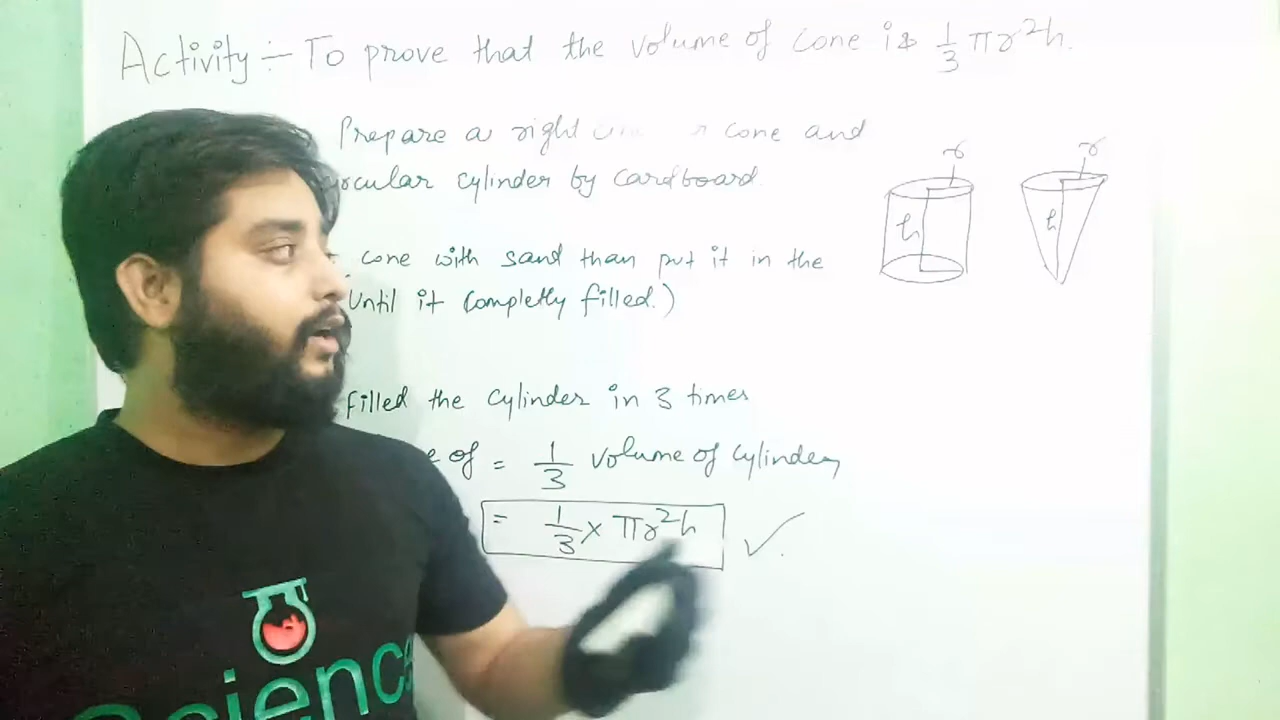 Activity :- To prove that the volume of cone is 1/3 πr²h.
Prepare a right cone and
cylinder by cardboard.
r
r
h
h
cone with sand than put it in the
Until it completly filled.)
filled the cylinder in 3 times
of = 1/3 volume of cylinder
= 1/3 × πr²h
Science